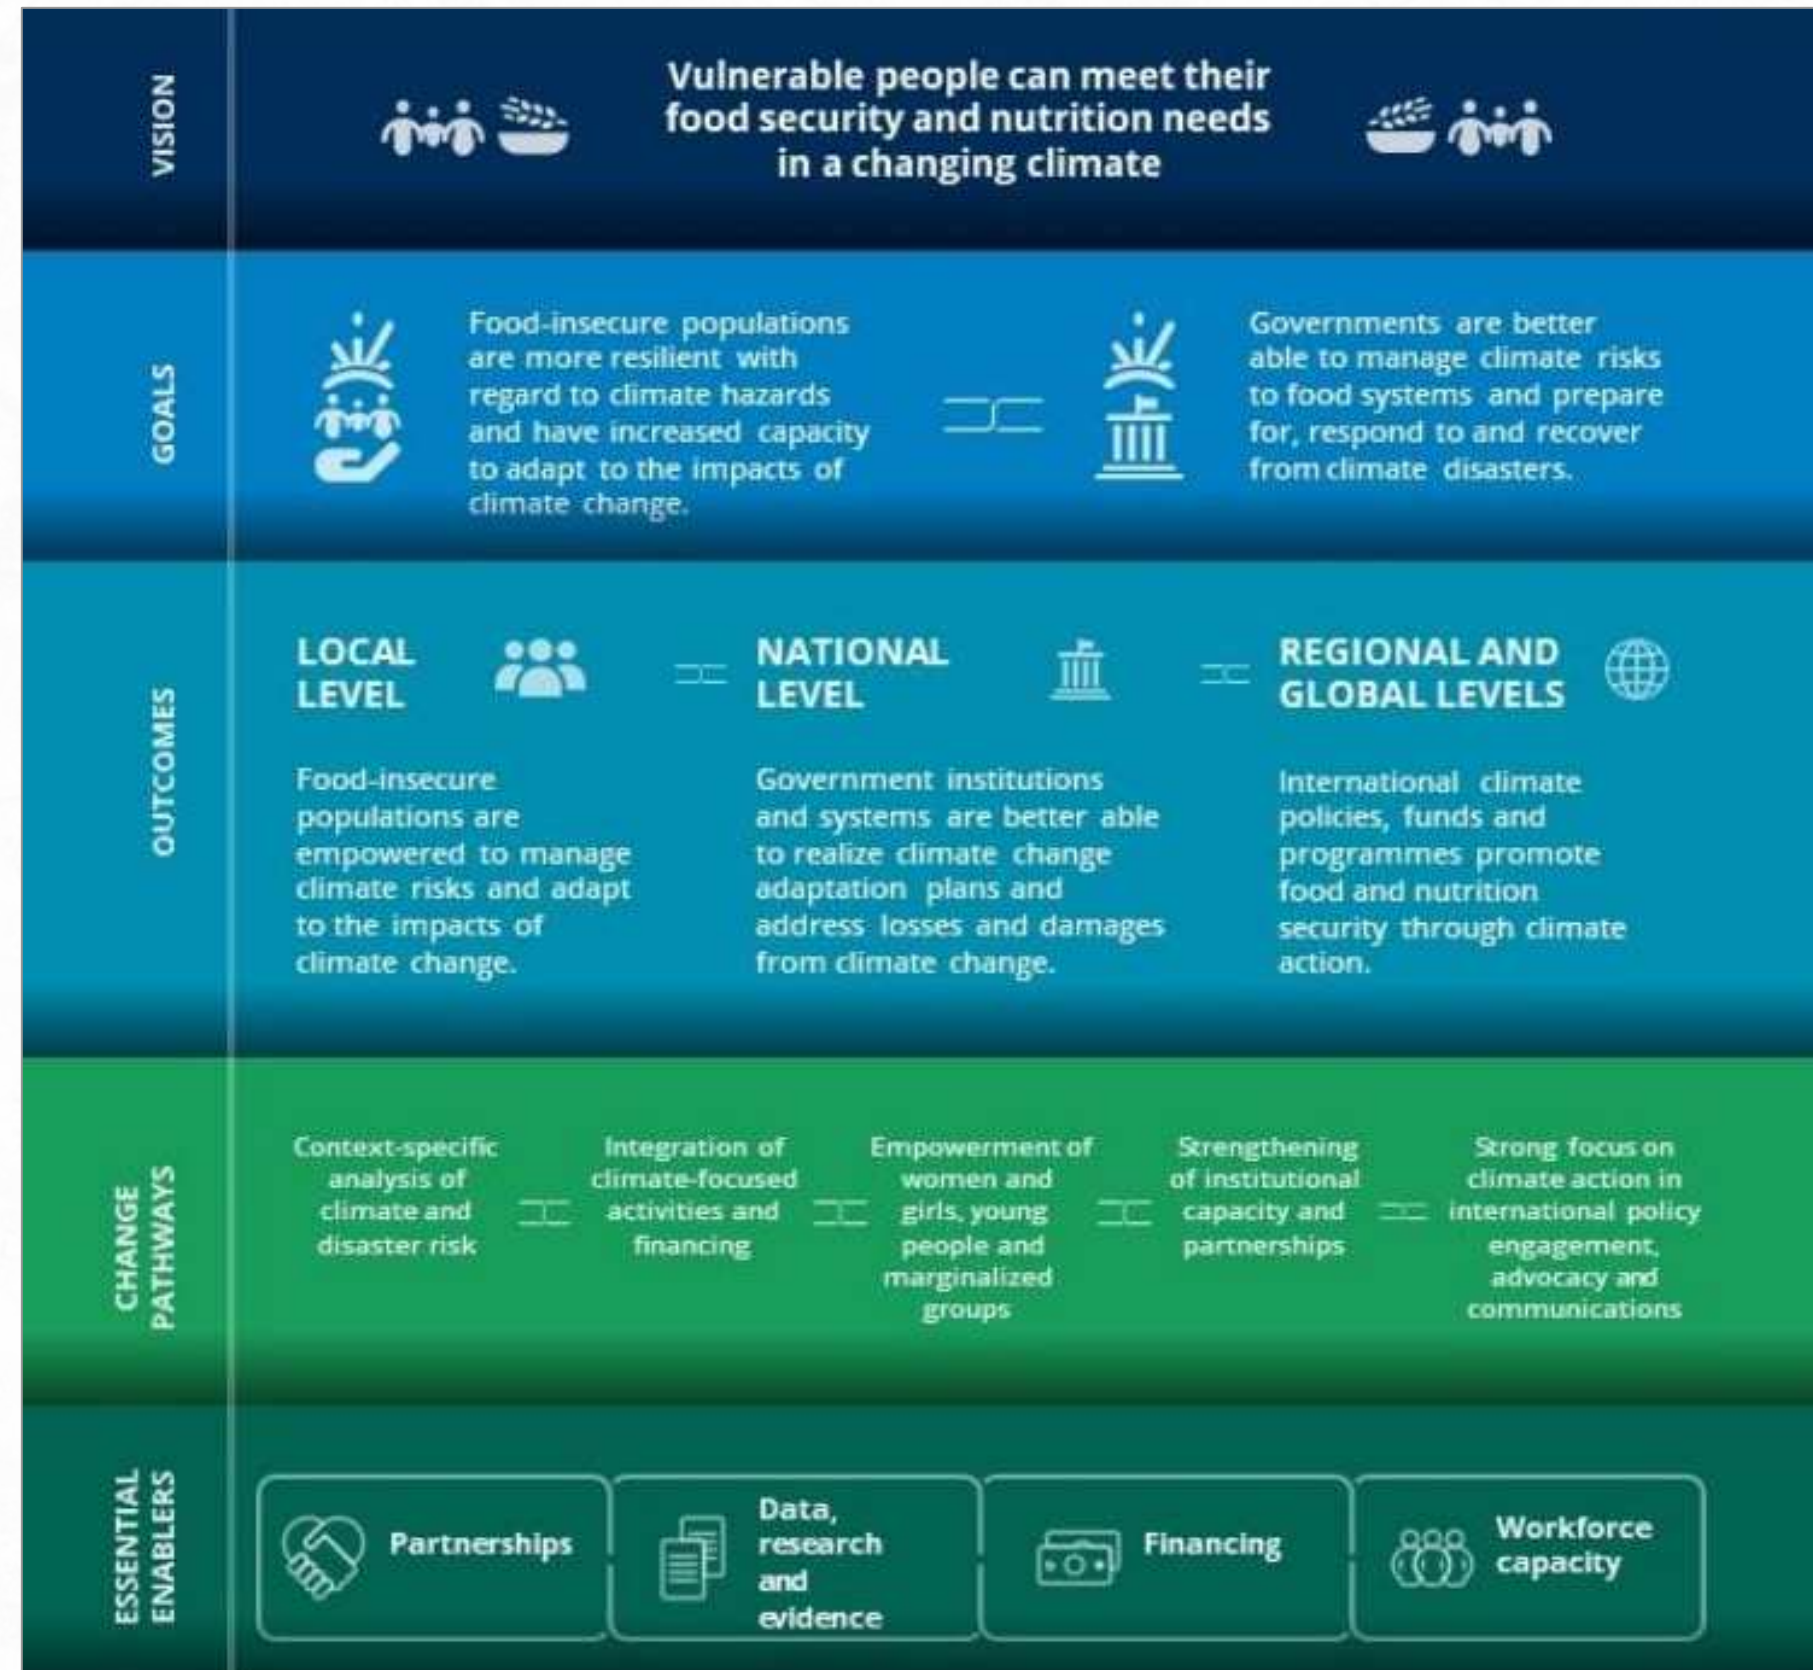 VISION
Vulnerable people can meet their
food security and nutrition needs
in a changing climate
GOALS
Food-insecure populations
are more resilient with
regard to climate hazards
and have increased capacity
to adapt to the impacts of
climate change.
Governments are better
able to manage climate risks
to food systems and prepare
for, respond to and recover
from climate disasters.
OUTCOMES
LOCAL
LEVEL
Food-insecure
populations are
empowered to manage
climate risks and adapt
to the impacts of
climate change.
NATIONAL
LEVEL
Government institutions
and systems are better able
to realize climate change
adaptation plans and
address losses and damages
from climate change.
REGIONAL AND
GLOBAL LEVELS
International climate
policies, funds and
programmes promote
food and nutrition
security through climate
action.
CHANGE
PATHWAYS
Context-specific
analysis of
climate and
disaster risk
Integration of
climate-focused
activities and
financing
Empowerment of
women and
girls, young
people and
marginalized
groups
Strengthening
of institutional
capacity and
partnerships
Strong focus on
climate action in
international policy
engagement,
advocacy and
communications
ESSENTIAL
ENABLERS
Partnerships
Data,
research
and
evidence
Financing
Workforce
capacity